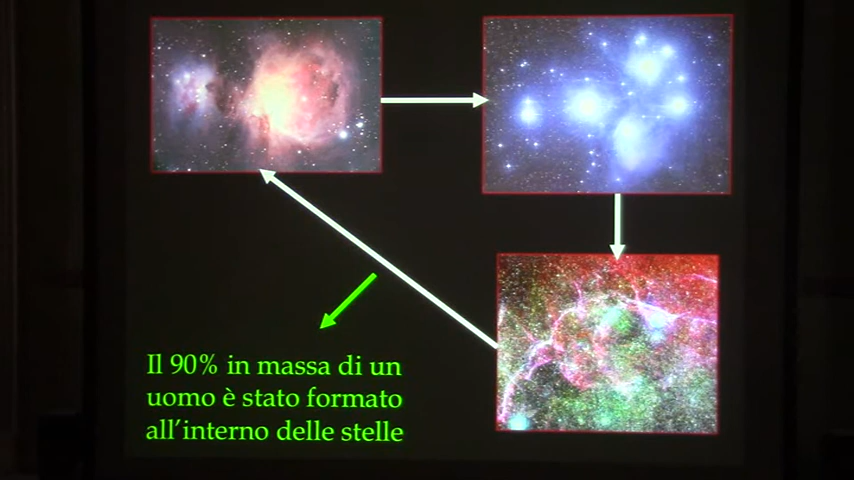 Il 90% in massa di un
uomo è stato formato
all'interno delle stelle